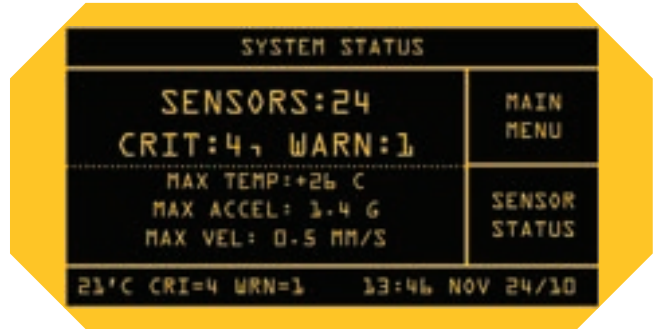 SYSTEM STATUS
SENSORS:24
CRIT:4, WARN:1
MAX TEMP:+26 C
MAX ACCEL: 1.4 G
MAX VEL: 0.5 MM/S
MAIN
MENU
SENSOR
STATUS
21'C CRI=4 WRN=1 13:46 NOV 24/10